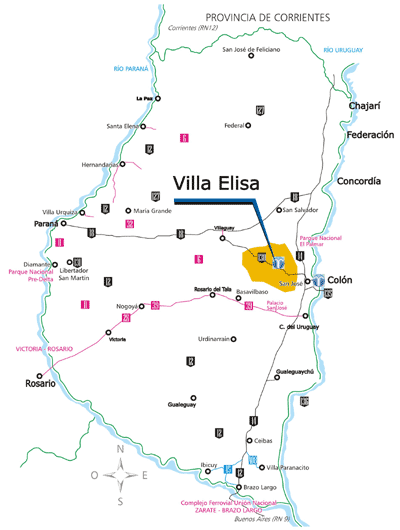 PROVINCIA DE CORRIENTES
Corrientes (RN12)
San José de Feliciano
RÍO URUGUAY
RÍO PARANÁ
La Paz
Chajarí
Santa Elena
Federal
Federación
Hernandarias
Villa Elisa
Concordía
Villa Urquiza
Maria Grande
San Salvador
Paraná
Villaguay
Parque Nacional
El Palmar
Diamante
Parque Nacional
Pre-Delta
Libertador
San Martin
San José
Colón
Rosario del Tala
Basavilbaso
Nogoyá
Palacio
San José
C. del Uruguay
Victoria
Urdinarrain
VICTORIA - ROSARIO
Rosario
Gualeguaychú
Gualeguay
Ceibas
N
O
E
S
Ibicuy
Villa Paranacito
Brazo Largo
Complejo Ferrovial Unión Nacional
ZARATE - BRAZO LARGO
Buenos Aires (RN 9)